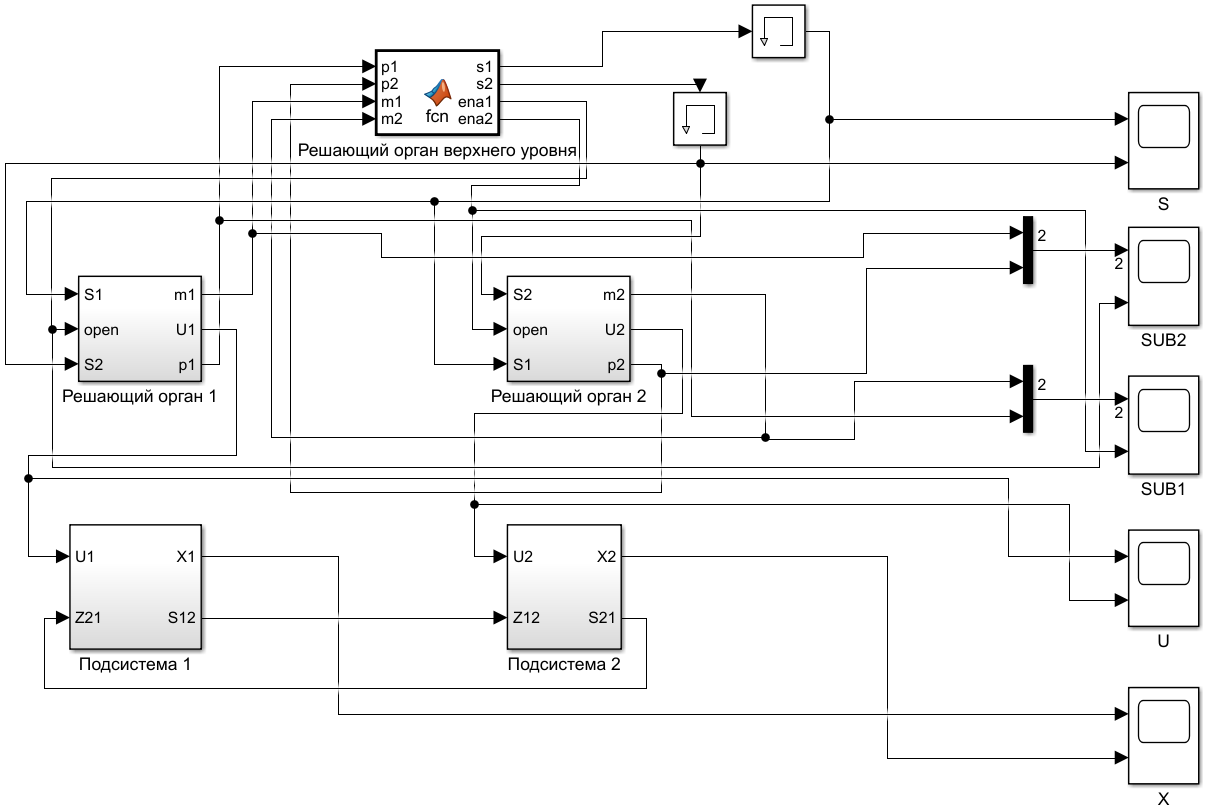 p1 s1
p2 s2
m1 ena1
m2 fcn ena2
Решающий орган верхнего уровня
S
2
2
SUB2
S1 m1
open U1
S2 p1
Решающий орган 1
S2 m2
open U2
S1 p2
Решающий орган 2
2
2
SUB1
U1 X1
Z21 S12
Подсистема 1
U2 X2
Z12 S21
Подсистема 2
U
X